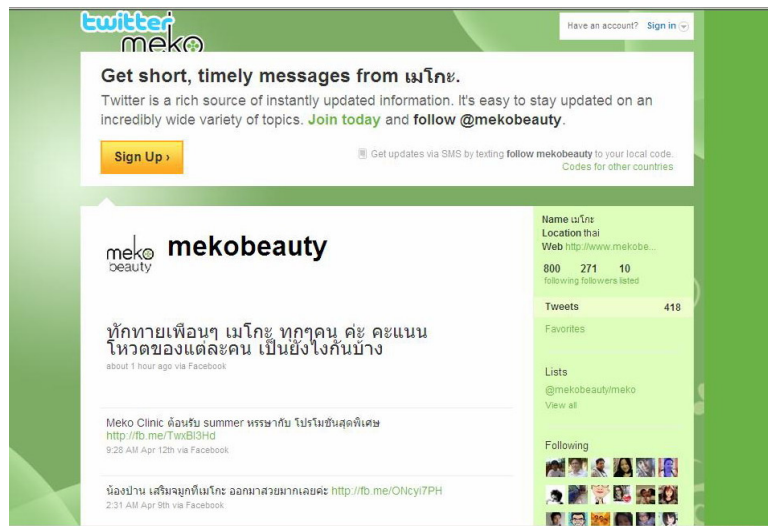 twitter
meko
Have an account? Sign in
Get short, timely messages from เมโกะ.
Twitter is a rich source of instantly updated information. It's easy to stay updated on an
incredibly wide variety of topics. Join today and follow @mekobeauty.
Sign Up ›
Get updates via SMS by texting follow mekobeauty to your local code.
Codes for other countries
meko
beauty
mekobeauty
ทักทายเพื่อนๆ เมโกะ ทุกๆคน ค่ะ คะแนน
โหวตของแต่ละคน เป็นยังไงกันบ้าง
about 1 hour ago via Facebook
Meko Clinic ต้อนรับ summer หรรษากับ โปรโมชั่นสุดพิเศษ
http://fb.me/TwxBl3Hd
9:28 AM Apr 12th via Facebook
น้องป่าน เสริมจมูกที่เมโกะ ออกมาสวยมากเลยค่ะ http://fb.me/ONcyi7PH
2:31 AM Apr 9th via Facebook
Name เมโกะ
Location thai
Web http://www.mekobe...
800 271 10
following followers listed
Tweets 418
Favorites
Lists
@mekobeauty/meko
View all
Following